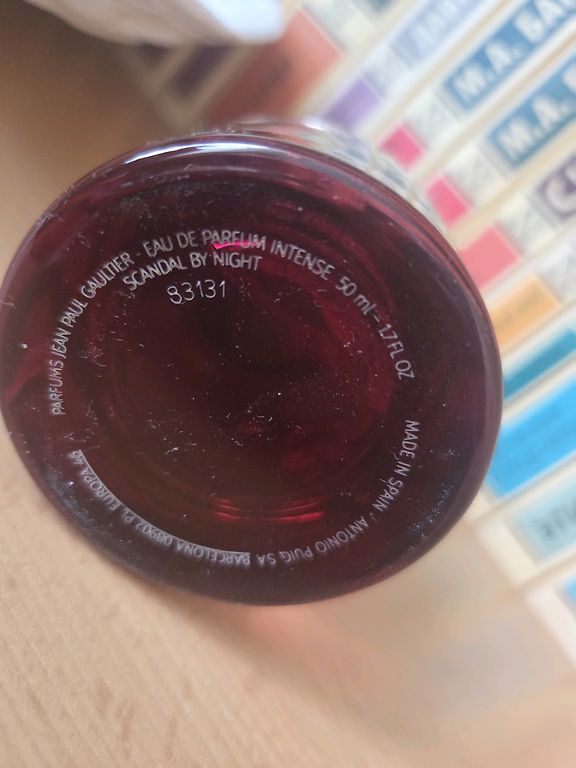 PARFUMS JEAN PAUL GAULTIER - EAU DE PARFUM INTENSE 50 ml - 1.7 FL OZ
SCANDAL BY NIGHT
83131
MADE IN SPAIN - ANTONIO PUIG SA BARCELONA 08902 Pl. EUROPA 46
М.А.
М.А.